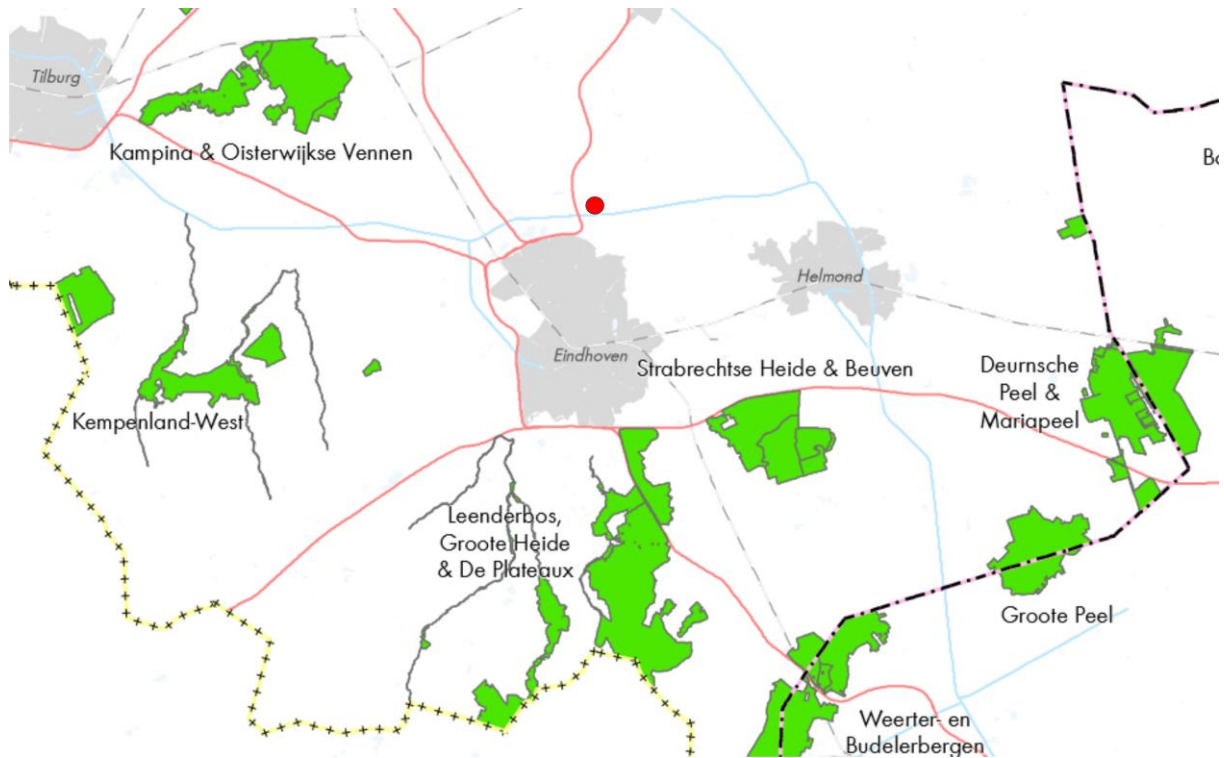 Tilburg
Kampina & Oisterwijkse Vennen
Helmond
Eindhoven
Strabrechtse Heide & Beuven
Deurnsche
Peel &
Mariapeel
Kempenland-West
Leenderbos,
Groote Heide
& De Plateaux
Groote Peel
Weerter- en
Budelerbergen